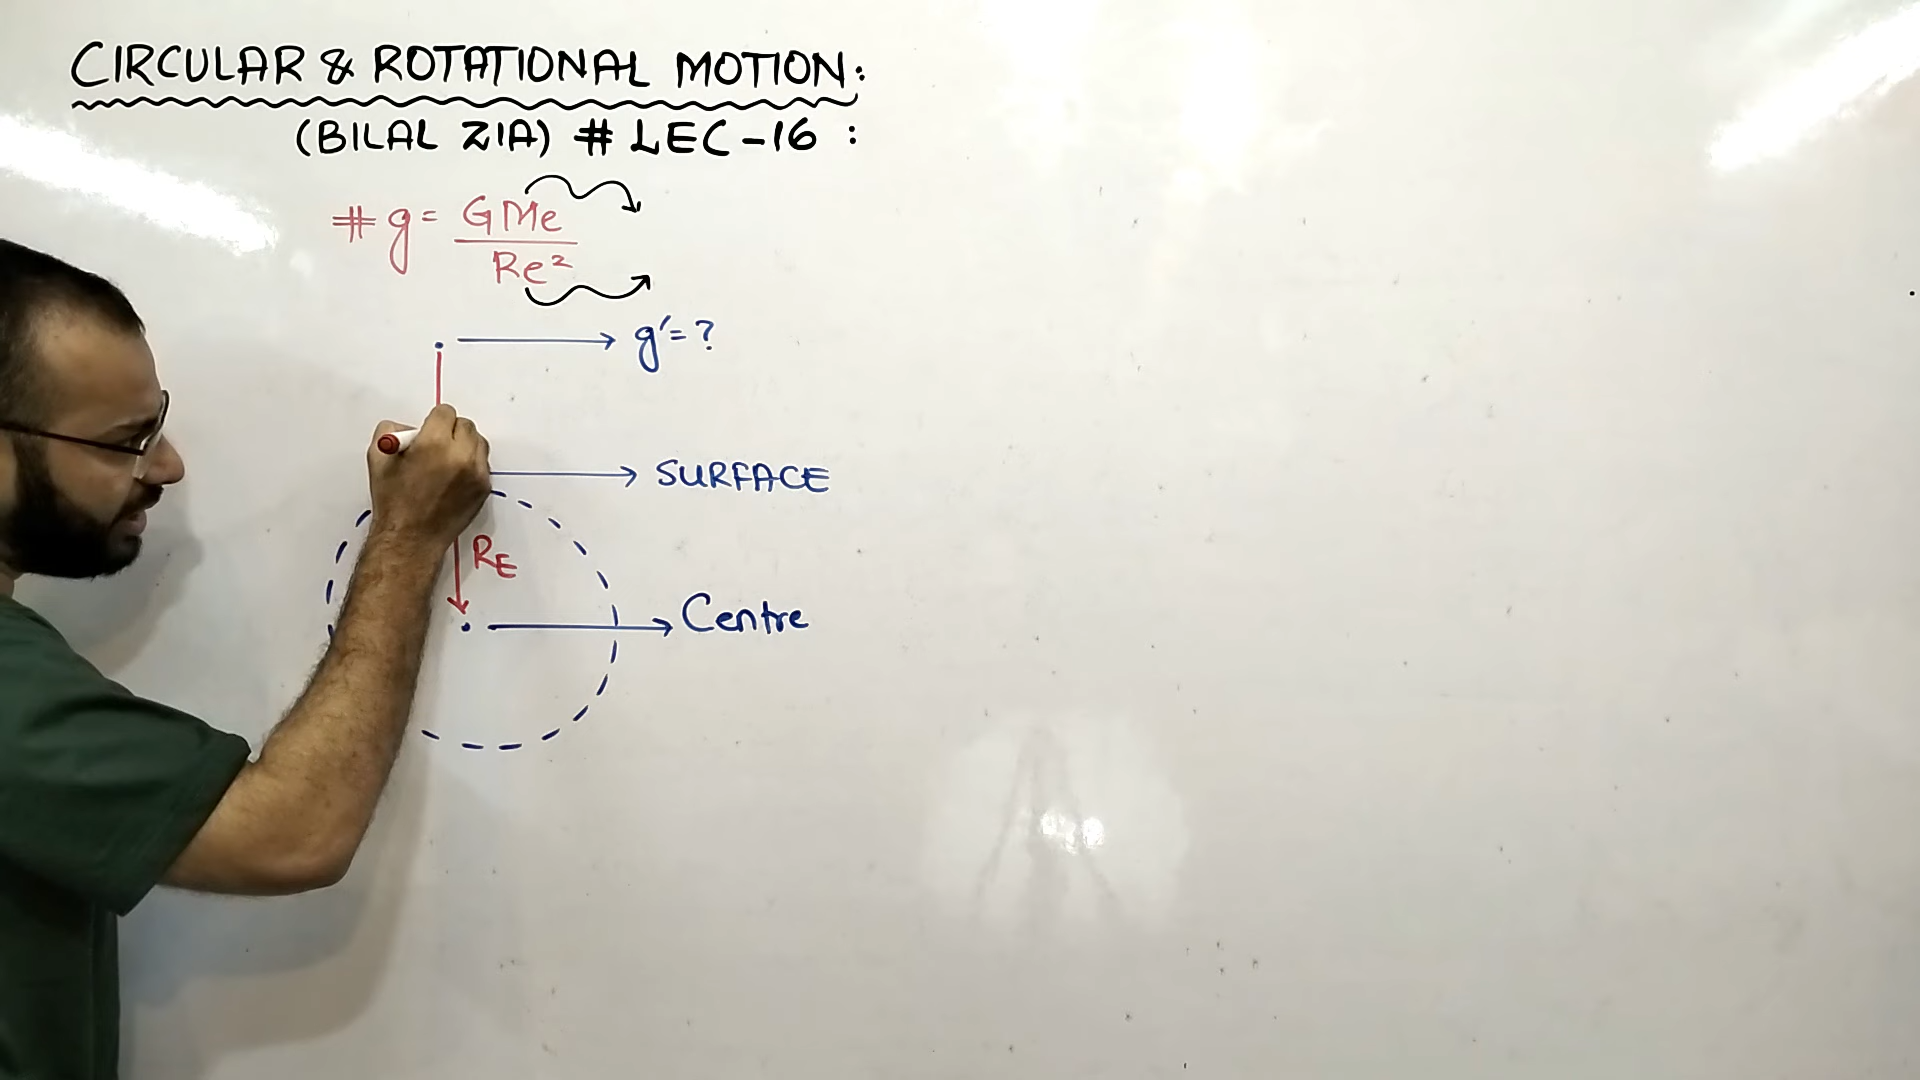 CIRCULAR & ROTATIONAL MOTION:
(BILAL ZIA) # LEC-16 :
# g = GMe / Re²
g' = ?
SURFACE
RE
Centre